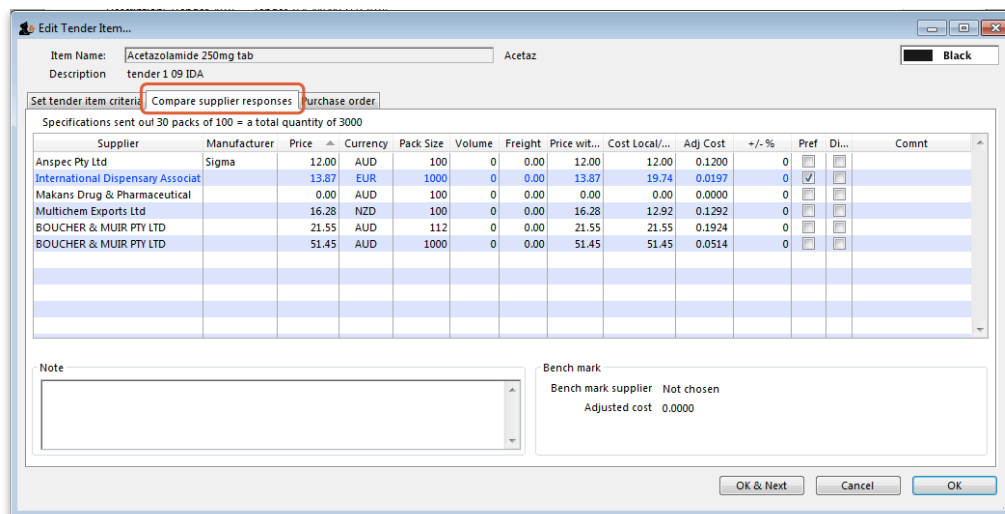 Edit Tender Item...
Item Name: Acetazolamide 250mg tab Acetaz Black
Description tender 1 09 IDA
Set tender item criteria Compare supplier responses Purchase order
Specifications sent out 30 packs of 100 = a total quantity of 3000
Supplier Manufacturer Price Currency Pack Size Volume Freight Price wit... Cost Local/... Adj Cost +/- % Pref Di... Comnt
Anspec Pty Ltd Sigma 12.00 AUD 100 0 0.00 12.00 12.00 0.1200 0
International Dispensary Associat 13.87 EUR 1000 0 0.00 13.87 19.74 0.0197 0
Makans Drug & Pharmaceutical 0.00 AUD 100 0 0.00 0.00 0.00 0.0000 0
Multichem Exports Ltd 16.28 NZD 100 0 0.00 16.28 12.92 0.1292 0
BOUCHER & MUIR PTY LTD 21.55 AUD 112 0 0.00 21.55 21.55 0.1924 0
BOUCHER & MUIR PTY LTD 51.45 AUD 1000 0 0.00 51.45 51.45 0.0514 0
Note Bench mark
Bench mark supplier Not chosen
Adjusted cost 0.0000
OK & Next Cancel OK